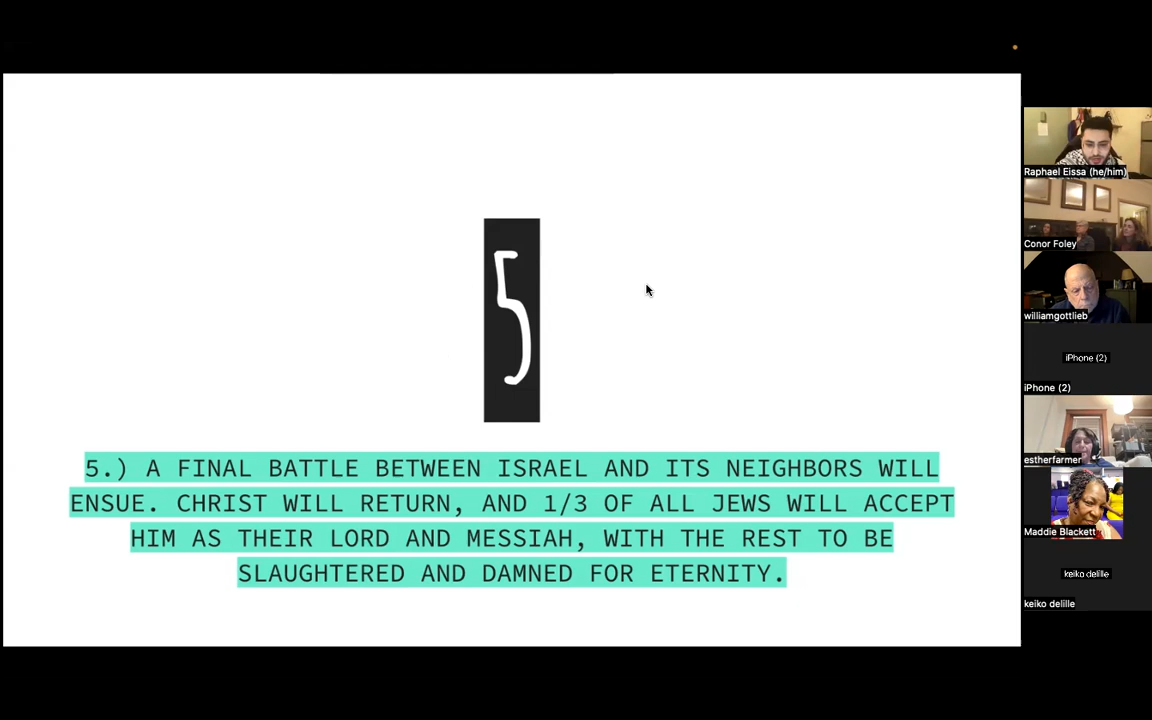 5
5.) A FINAL BATTLE BETWEEN ISRAEL AND ITS NEIGHBORS WILL
ENSUE. CHRIST WILL RETURN, AND 1/3 OF ALL JEWS WILL ACCEPT
HIM AS THEIR LORD AND MESSIAH, WITH THE REST TO BE
SLAUGHTERED AND DAMNED FOR ETERNITY.
Raphael Eissa (he/him)
Conor Foley
williamgottlieb
iPhone (2)
iPhone (2)
estherfarmer
Maddie Blackett
keiko delille
keiko delille